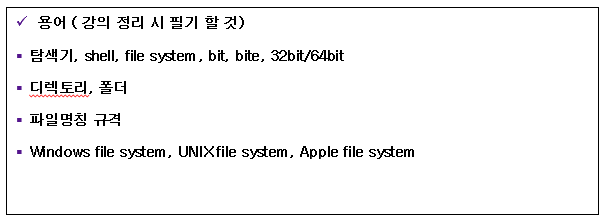 ✓ 용어 ( 강의 정리 시 필기 할 것)
▪ 탐색기, shell, file system , bit, bite, 32bit/64bit
▪ 디렉토리, 폴더
▪ 파일명칭 규격
▪ Windows file system, UNIX file system, Apple file system